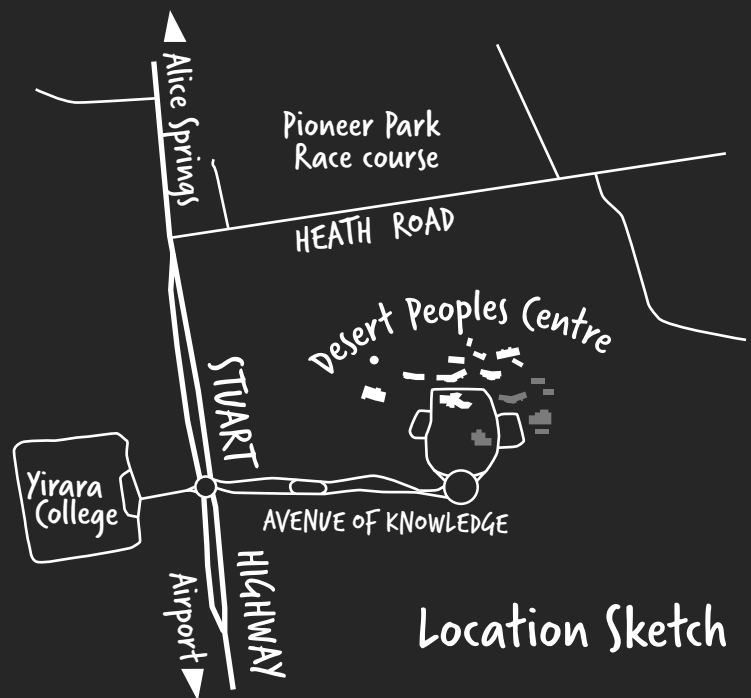 Alice Springs
Pioneer Park
Race course
HEATH ROAD
Desert Peoples Centre
STUART
HIGHWAY
Yirara
College
AVENUE OF KNOWLEDGE
Airport
Location Sketch